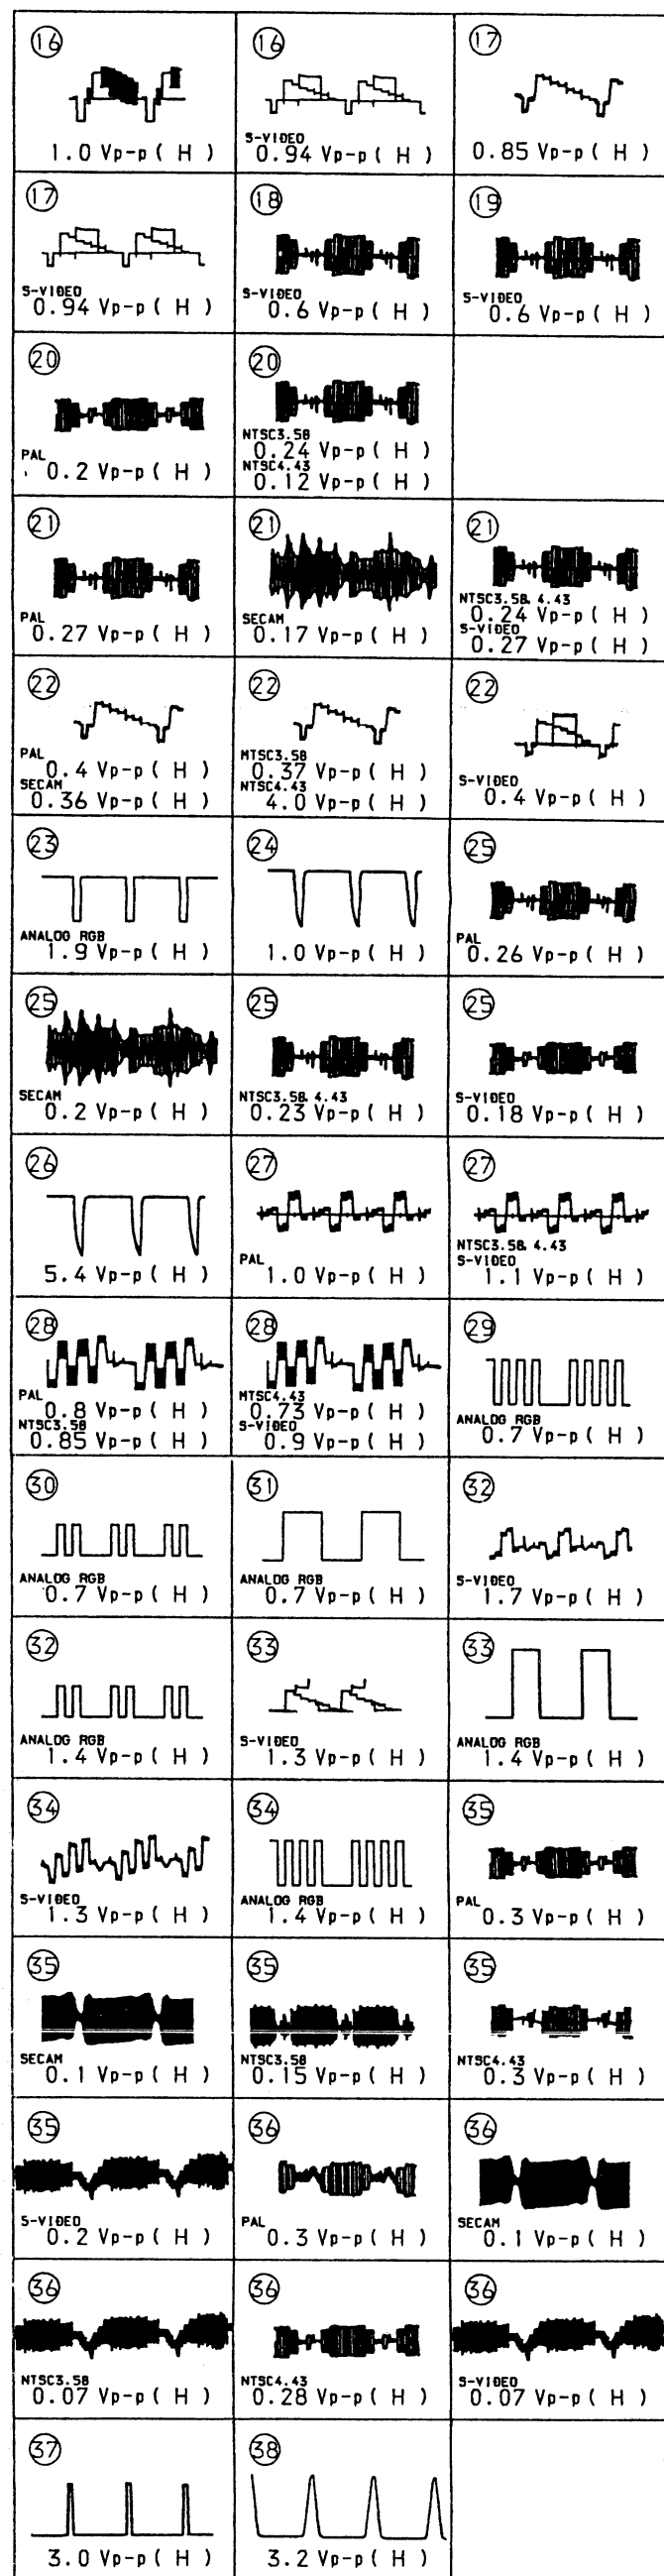 16
1.0 Vp-p ( H )
16
S-VIDEO
0.94 Vp-p ( H )
17
0.85 Vp-p ( H )
17
S-VIDEO
0.94 Vp-p ( H )
18
S-VIDEO
0.6 Vp-p ( H )
19
S-VIDEO
0.6 Vp-p ( H )
20
PAL
0.2 Vp-p ( H )
20
NTSC3.58
0.24 Vp-p ( H )
NTSC4.43
0.12 Vp-p ( H )
21
PAL
0.27 Vp-p ( H )
21
SECAM
0.17 Vp-p ( H )
21
NTSC3.58. 4.43
0.24 Vp-p ( H )
S-VIDEO
0.27 Vp-p ( H )
22
PAL
0.4 Vp-p ( H )
SECAM
0.36 Vp-p ( H )
22
MTSC3.58
0.37 Vp-p ( H )
NTSC4.43
4.0 Vp-p ( H )
22
S-VIDEO
0.4 Vp-p ( H )
23
ANALOG RGB
1.9 Vp-p ( H )
24
1.0 Vp-p ( H )
25
PAL
0.26 Vp-p ( H )
25
SECAM
0.2 Vp-p ( H )
25
NTSC3.58. 4.43
0.23 Vp-p ( H )
25
S-VIDEO
0.18 Vp-p ( H )
26
5.4 Vp-p ( H )
27
PAL
1.0 Vp-p ( H )
27
NTSC3.58. 4.43
S-VIDEO
1.1 Vp-p ( H )
28
PAL
0.8 Vp-p ( H )
NTSC3.58
0.85 Vp-p ( H )
28
MTSC4.43
0.73 Vp-p ( H )
S-VIDEO
0.9 Vp-p ( H )
29
ANALOG RGB
0.7 Vp-p ( H )
30
ANALOG RGB
0.7 Vp-p ( H )
31
ANALOG RGB
0.7 Vp-p ( H )
32
S-VIDEO
1.7 Vp-p ( H )
32
ANALOG RGB
1.4 Vp-p ( H )
33
S-VIDEO
1.3 Vp-p ( H )
33
ANALOG RGB
1.4 Vp-p ( H )
34
S-VIDEO
1.3 Vp-p ( H )
34
ANALOG RGB
1.4 Vp-p ( H )
35
PAL
0.3 Vp-p ( H )
35
SECAM
0.1 Vp-p ( H )
35
NTSC3.58
0.15 Vp-p ( H )
35
NTSC4.43
0.3 Vp-p ( H )
35
S-VIDEO
0.2 Vp-p ( H )
36
PAL
0.3 Vp-p ( H )
36
SECAM
0.1 Vp-p ( H )
36
NTSC3.58
0.07 Vp-p ( H )
36
NTSC4.43
0.28 Vp-p ( H )
36
S-VIDEO
0.07 Vp-p ( H )
37
3.0 Vp-p ( H )
38
3.2 Vp-p ( H )